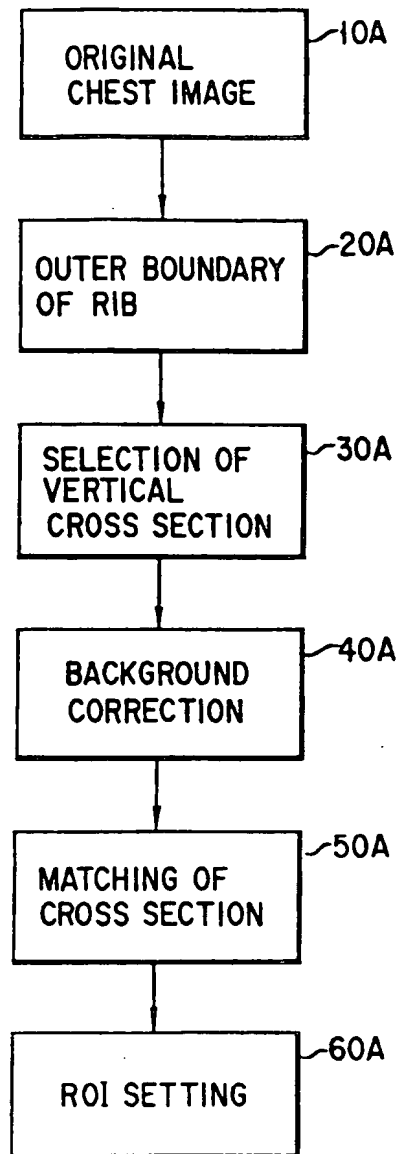 ORIGINAL
CHEST IMAGE
10A
20A
OUTER BOUNDARY
OF RIB
30A
SELECTION OF
VERTICAL
CROSS SECTION
40A
BACKGROUND
CORRECTION
50A
MATCHING OF
CROSS SECTION
60A
ROI SETTING